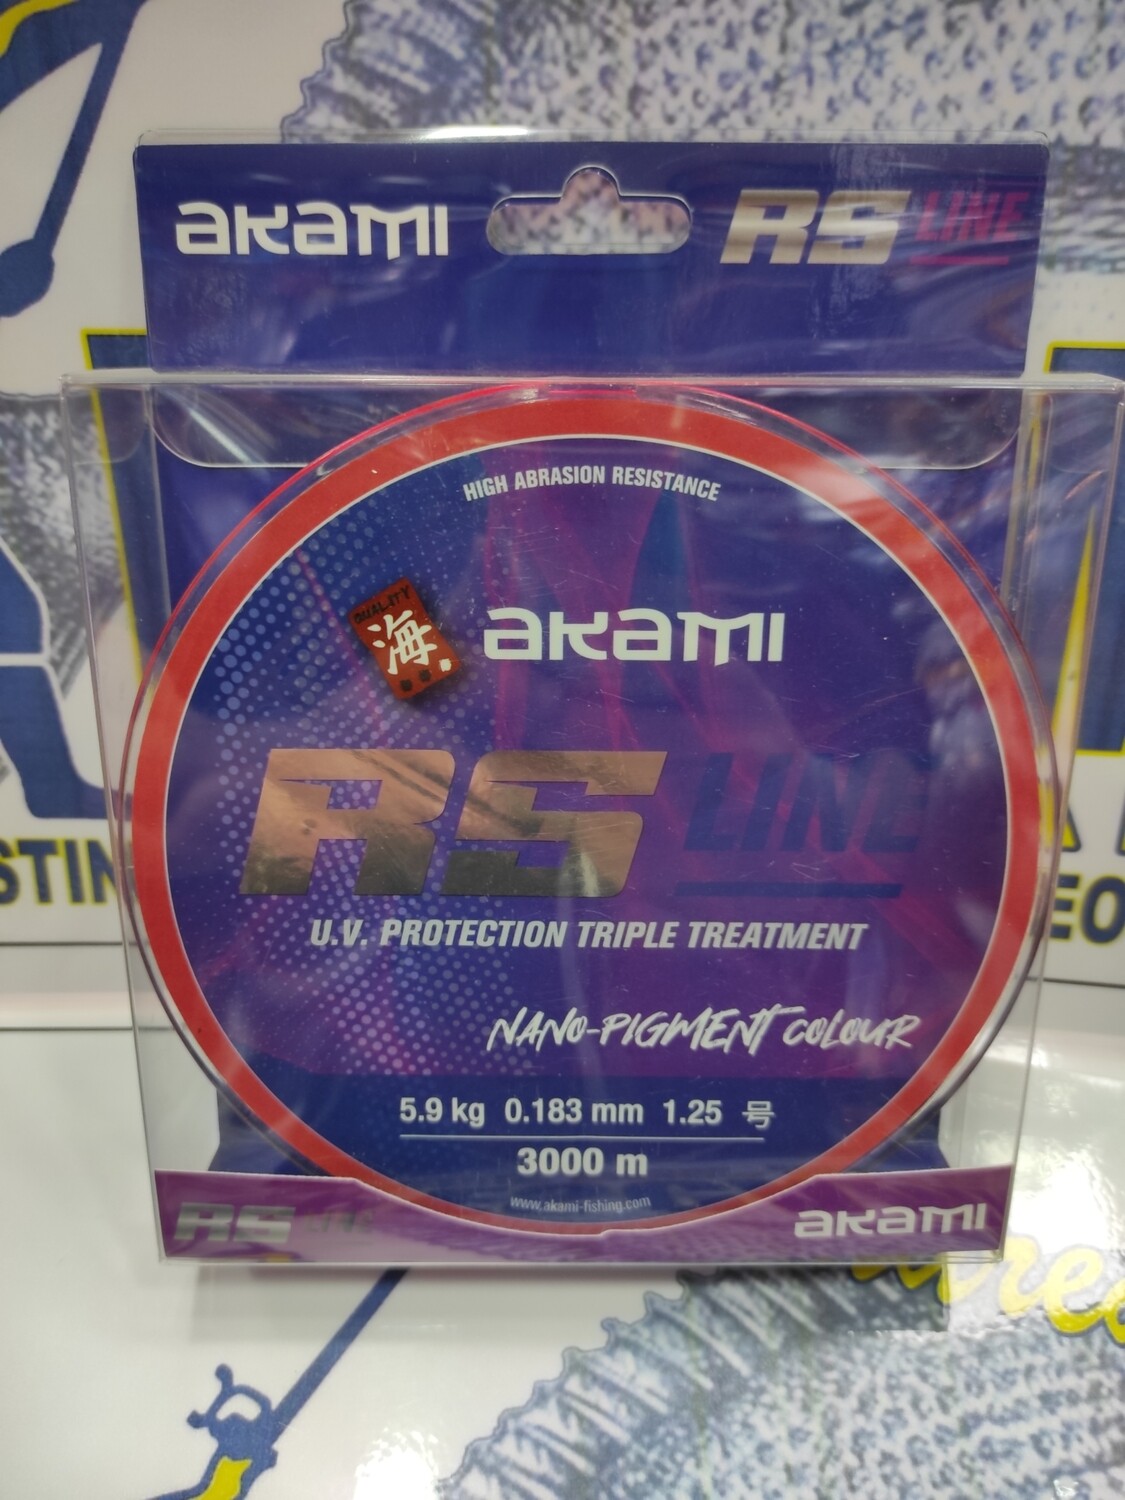 akami RS LINE
HIGH ABRASION RESISTANCE
QUALITY
海
akami
RS LINE
U.V. PROTECTION TRIPLE TREATMENT
NANO-PIGMENT COLOUR
5.9 kg 0.183 mm 1.25 号
3000 m
www.akami-fishing.com
RS LINE akami